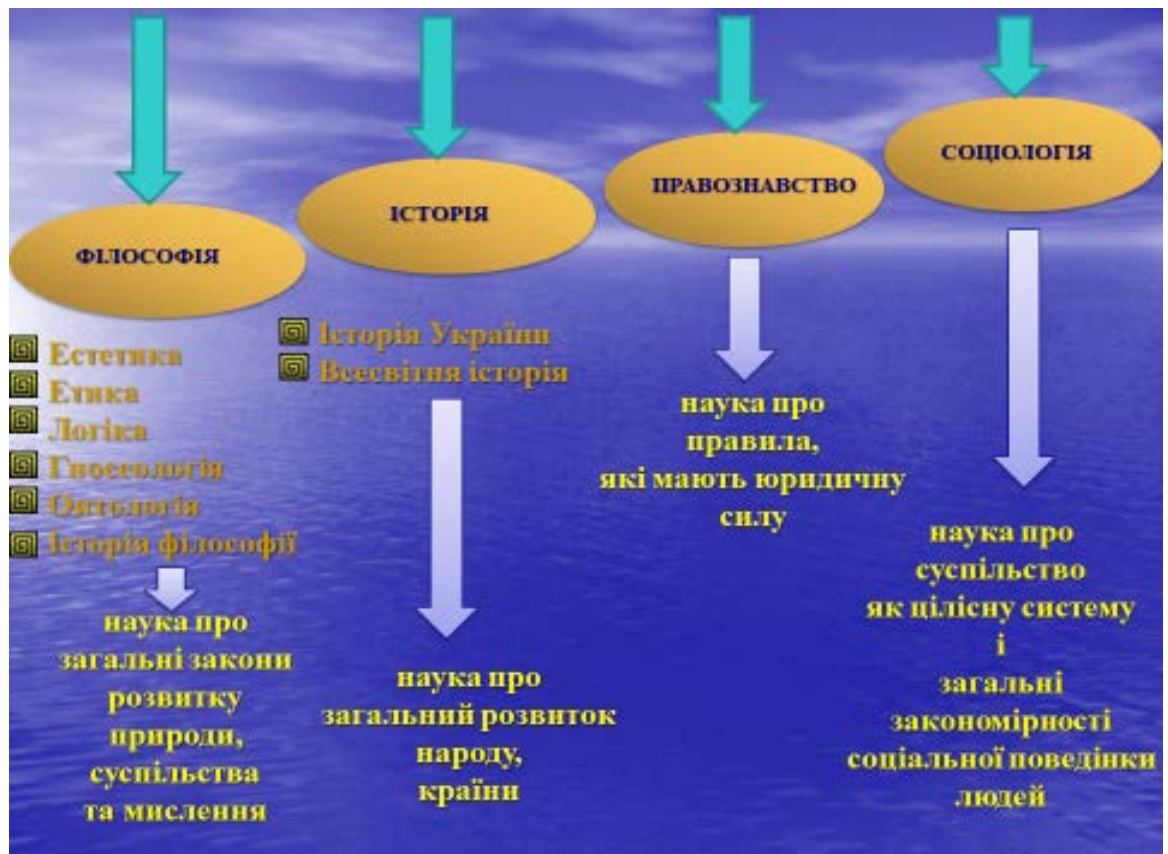 ФІЛОСОФІЯ
Естетика
Етика
Логіка
Гносеологія
Онтологія
Історія філософії
наука про
загальні закони
розвитку
природи,
суспільства
та мислення
ІСТОРІЯ
Історія України
Всесвітня історія
наука про
загальний розвиток
народу,
країни
ПРАВОЗНАВСТВО
наука про
правила,
які мають юридичну
силу
СОЦІОЛОГІЯ
наука про
суспільство
як цілісну систему
і
загальні
закономірності
соціальної поведінки
людей